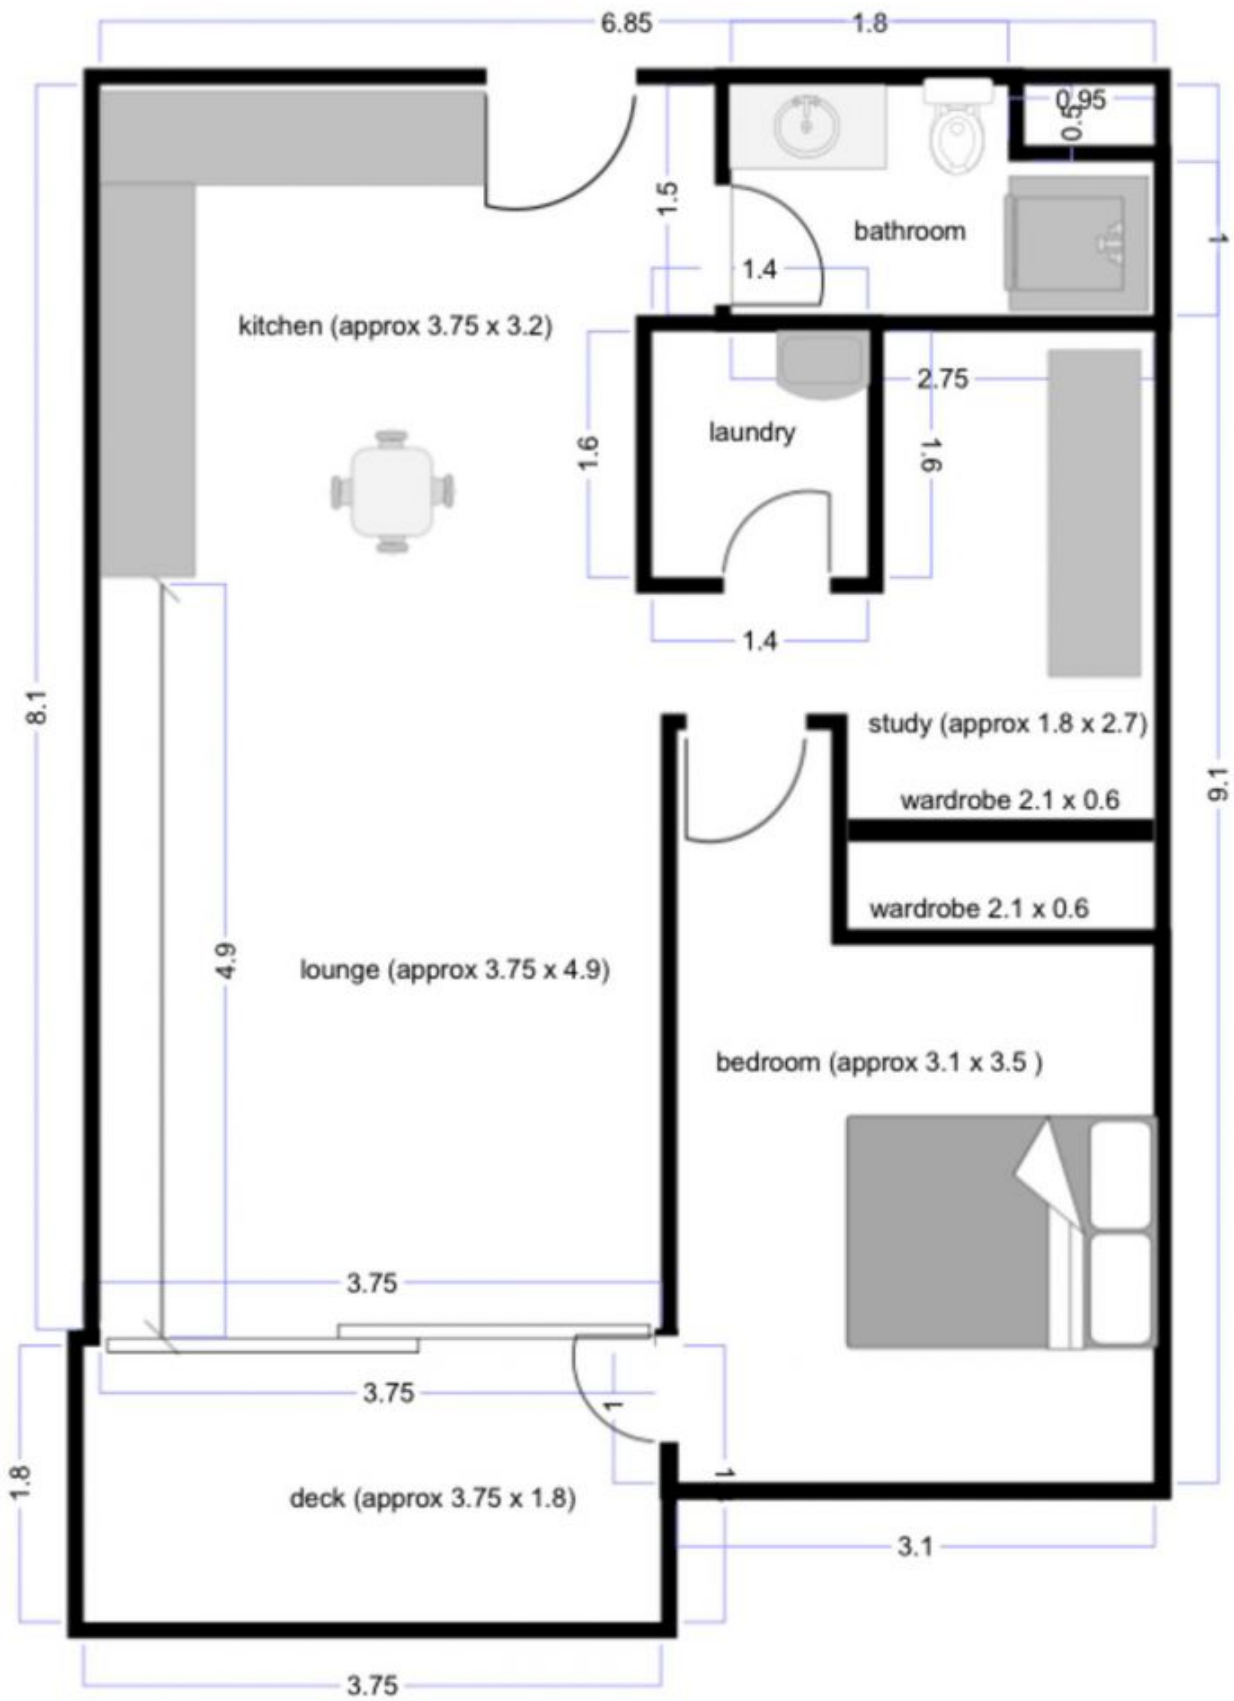 6.85
1.8
0.95
0.5
1.5
bathroom
1
1.4
kitchen (approx 3.75 x 3.2)
2.75
laundry
1.6
1.6
1.4
8.1
study (approx 1.8 x 2.7)
9.1
wardrobe 2.1 x 0.6
wardrobe 2.1 x 0.6
4.9
lounge (approx 3.75 x 4.9)
bedroom (approx 3.1 x 3.5 )
3.75
3.75
1
1
1.8
deck (approx 3.75 x 1.8)
3.1
3.75